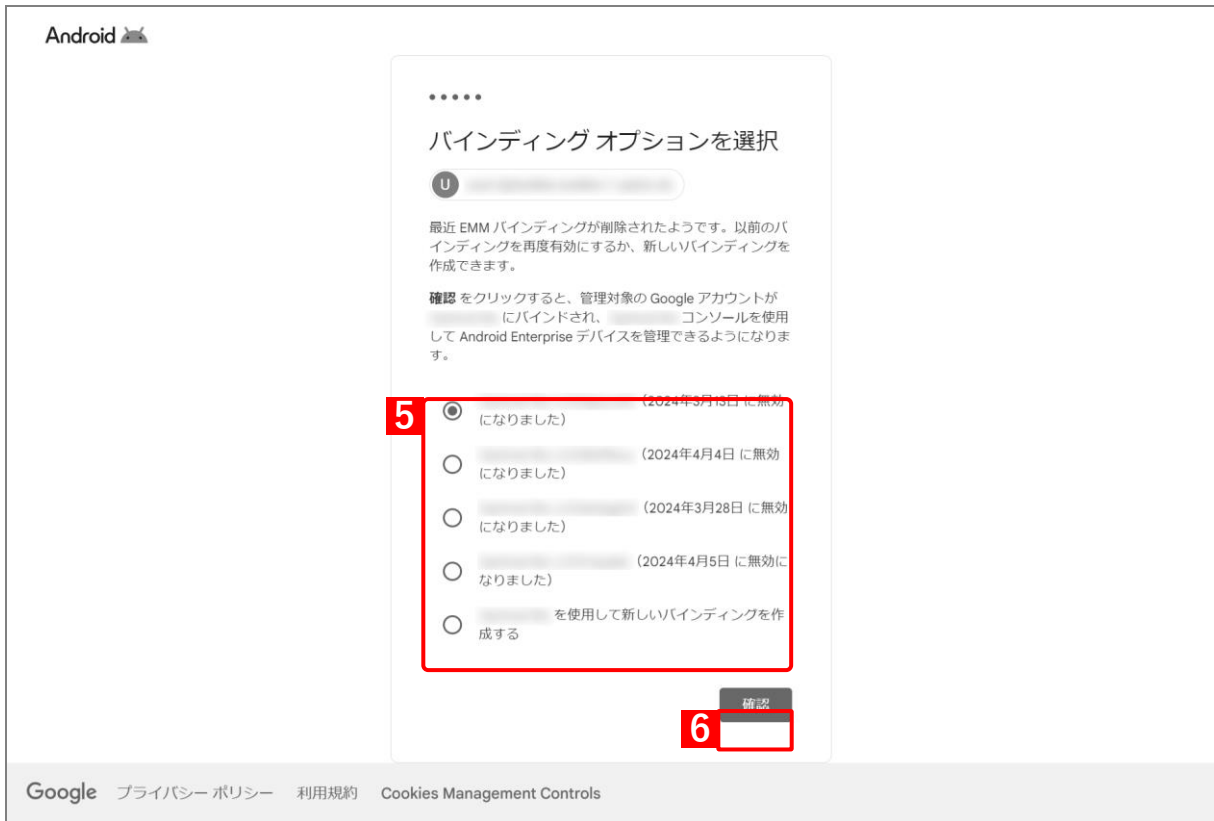 Android
バインディング オプションを選択
U
最近 EMM バインディングが削除されたようです。以前のバ
インディングを再度有効にするか、新しいバインディングを
作成できます。
確認 をクリックすると、管理対象の Google アカウントが
にバインドされ、 コンソールを使用
して Android Enterprise デバイスを管理できるようになりま
す。
5
(2024年3月13日 に無効
になりました)
(2024年4月4日 に無効
になりました)
(2024年3月28日 に無効
になりました)
(2024年4月5日 に無効に
なりました)
を使用して新しいバインディングを作
成する
確認
6
Google プライバシー ポリシー 利用規約 Cookies Management Controls